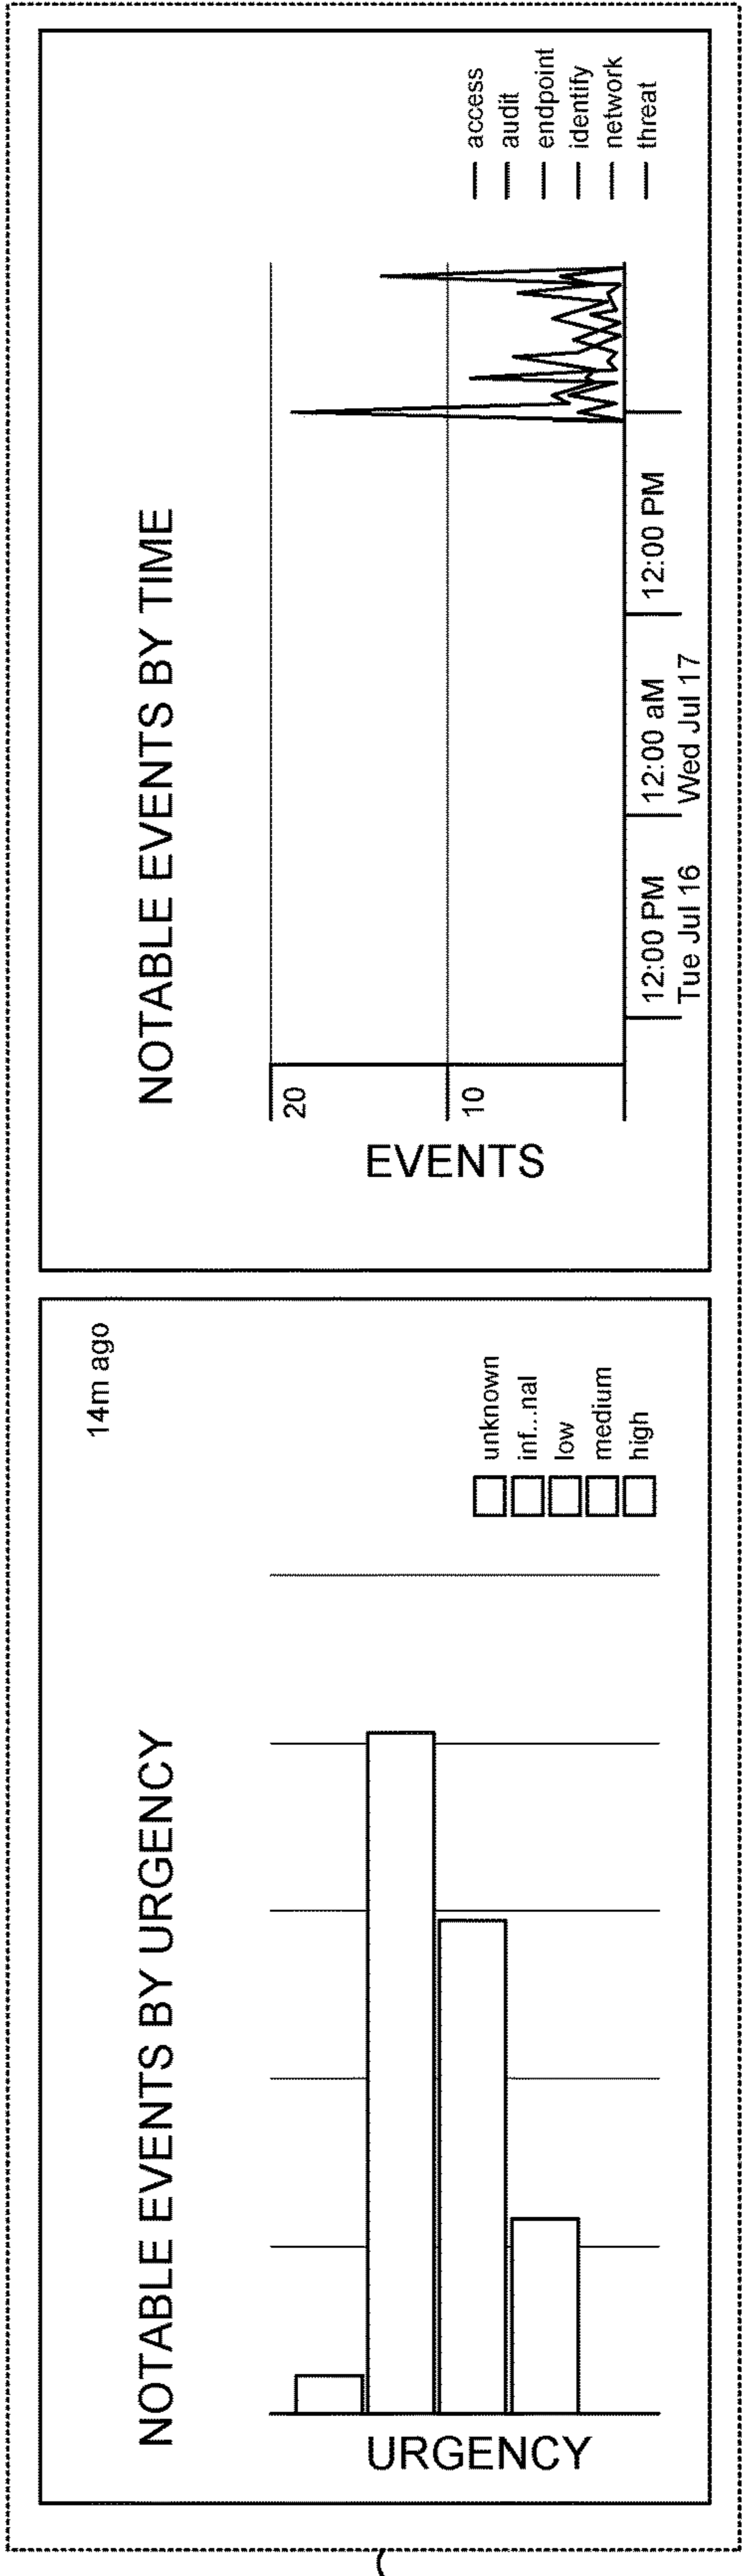 NOTABLE EVENTS BY URGENCY
14m ago
URGENCY
unknown
inf...nal
low
medium
high
NOTABLE EVENTS BY TIME
EVENTS
20
10
12:00 PM
Tue Jul 16
12:00 aM
Wed Jul 17
12:00 PM
access
audit
endpoint
identify
network
threat